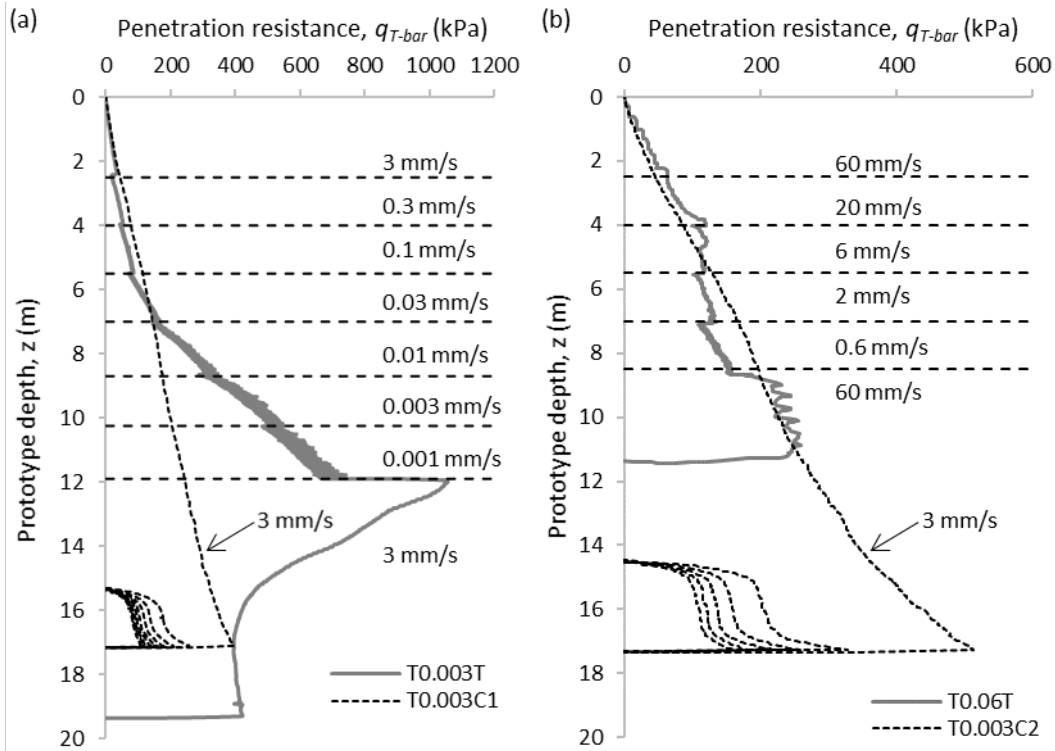 (a)
Penetration resistance, qT-bar (kPa)
0 200 400 600 800 1000 1200
Prototype depth, z (m)
0
2
4
6
8
10
12
14
16
18
20
3 mm/s
0.3 mm/s
0.1 mm/s
0.03 mm/s
0.01 mm/s
0.003 mm/s
0.001 mm/s
3 mm/s
3 mm/s
T0.003T
T0.003C1
(b)
Penetration resistance, qT-bar (kPa)
0 200 400 600
Prototype depth, z (m)
0
2
4
6
8
10
12
14
16
18
20
60 mm/s
20 mm/s
6 mm/s
2 mm/s
0.6 mm/s
60 mm/s
3 mm/s
T0.06T
T0.003C2